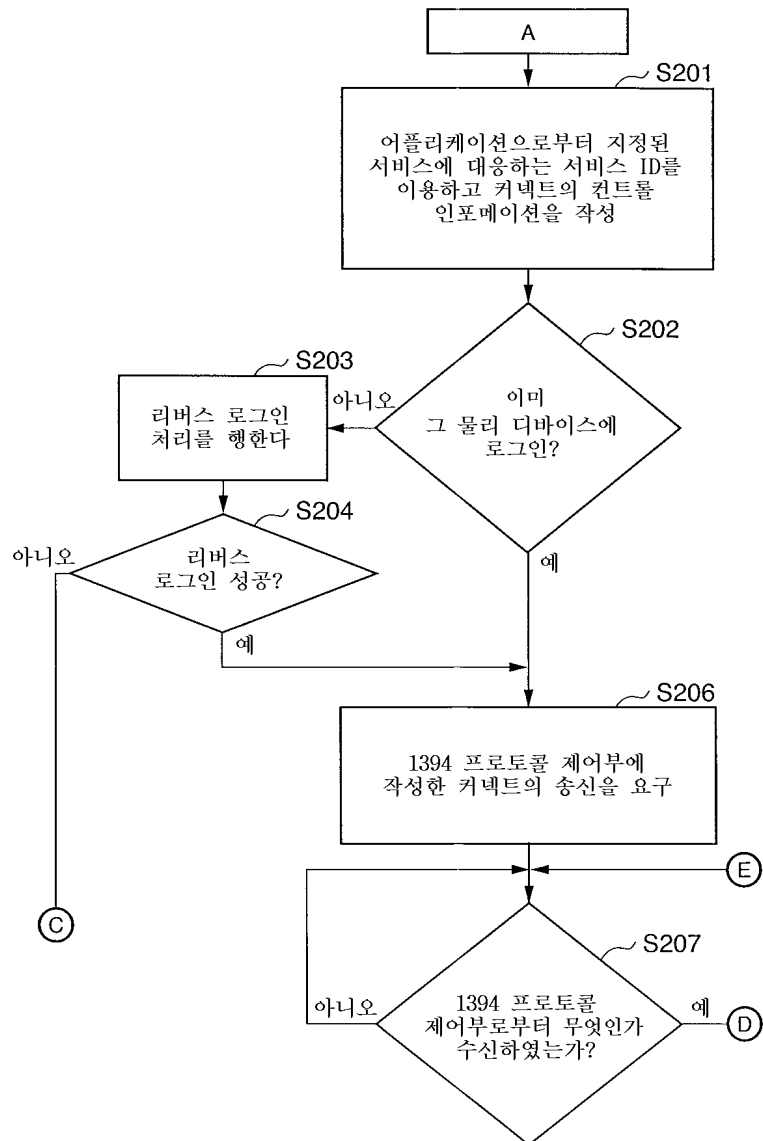 A
S201
어플리케이션으로부터 지정된
서비스에 대응하는 서비스 ID를
이용하고 커넥트의 컨트롤
인포메이션을 작성
S202
이미
그 물리 디바이스에
로그인?
아니오
예
S203
리버스 로그인
처리를 행한다
S204
리버스
로그인 성공?
아니오
예
S206
1394 프로토콜 제어부에
작성한 커넥트의 송신을 요구
E
C
S207
1394 프로토콜
제어부로부터 무엇인가
수신하였는가?
아니오
예
D